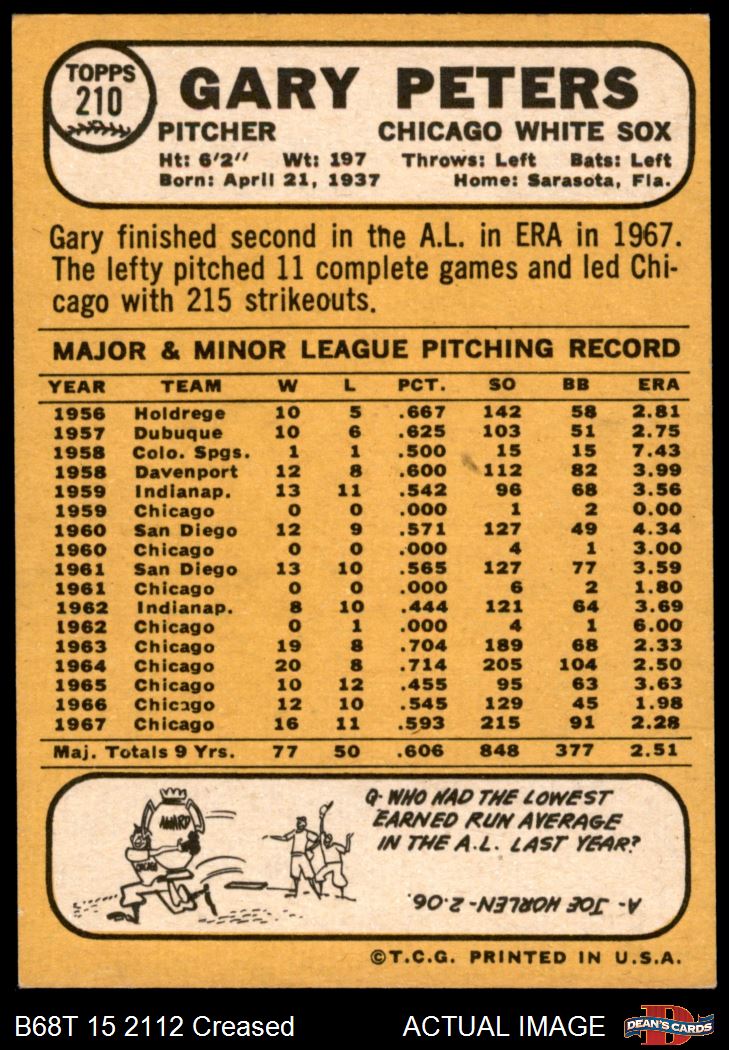 TOPPS
210
GARY PETERS
PITCHER CHICAGO WHITE SOX
Ht: 6'2" Wt: 197 Throws: Left Bats: Left
Born: April 21, 1937 Home: Sarasota, Fla.
Gary finished second in the A.L. in ERA in 1967.
The lefty pitched 11 complete games and led Chi-
cago with 215 strikeouts.
MAJOR & MINOR LEAGUE PITCHING RECORD
YEAR TEAM W L PCT. SO BB ERA
1956 Holdrege 10 5 .667 142 58 2.81
1957 Dubuque 10 6 .625 103 51 2.75
1958 Colo. Spgs. 1 1 .500 15 15 7.43
1958 Davenport 12 8 .600 112 82 3.99
1959 Indianap. 13 11 .542 96 68 3.56
1959 Chicago 0 0 .000 1 2 0.00
1960 San Diego 12 9 .571 127 49 4.34
1960 Chicago 0 0 .000 4 1 3.00
1961 San Diego 13 10 .565 127 77 3.59
1961 Chicago 0 0 .000 6 2 1.80
1962 Indianap. 8 10 .444 121 64 3.69
1962 Chicago 0 1 .000 4 1 6.00
1963 Chicago 19 8 .704 189 68 2.33
1964 Chicago 20 8 .714 205 104 2.50
1965 Chicago 10 12 .455 95 63 3.63
1966 Chicago 12 10 .545 129 45 1.98
1967 Chicago 16 11 .593 215 91 2.28
Maj. Totals 9 Yrs. 77 50 .606 848 377 2.51
AWARD
CHICAGO
Q- WHO HAD THE LOWEST
EARNED RUN AVERAGE
IN THE A.L. LAST YEAR?
A- JOE HORLEN-2.06.
©T.C.G. PRINTED IN U.S.A.
B68T 15 2112 Creased ACTUAL IMAGE
D
DEAN'S CARDS